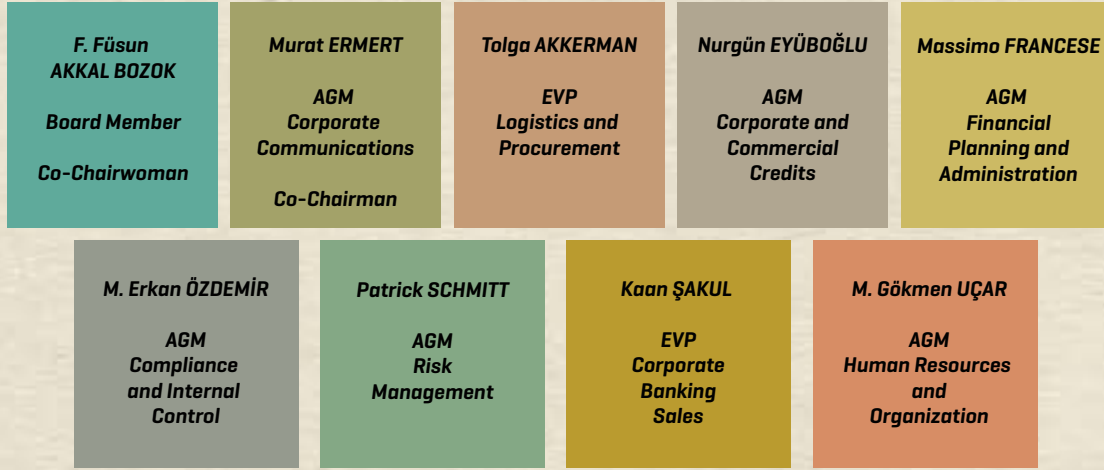 F. Füsun
AKKAL BOZOK
Board Member
Co-Chairwoman
Murat ERMERT
AGM
Corporate
Communications
Co-Chairman
Tolga AKKERMAN
EVP
Logistics and
Procurement
Nurgün EYÜBOĞLU
AGM
Corporate and
Commercial
Credits
Massimo FRANCESE
AGM
Financial
Planning and
Administration
M. Erkan ÖZDEMİR
AGM
Compliance
and Internal
Control
Patrick SCHMITT
AGM
Risk
Management
Kaan ŞAKUL
EVP
Corporate
Banking
Sales
M. Gökmen UÇAR
AGM
Human Resources
and
Organization